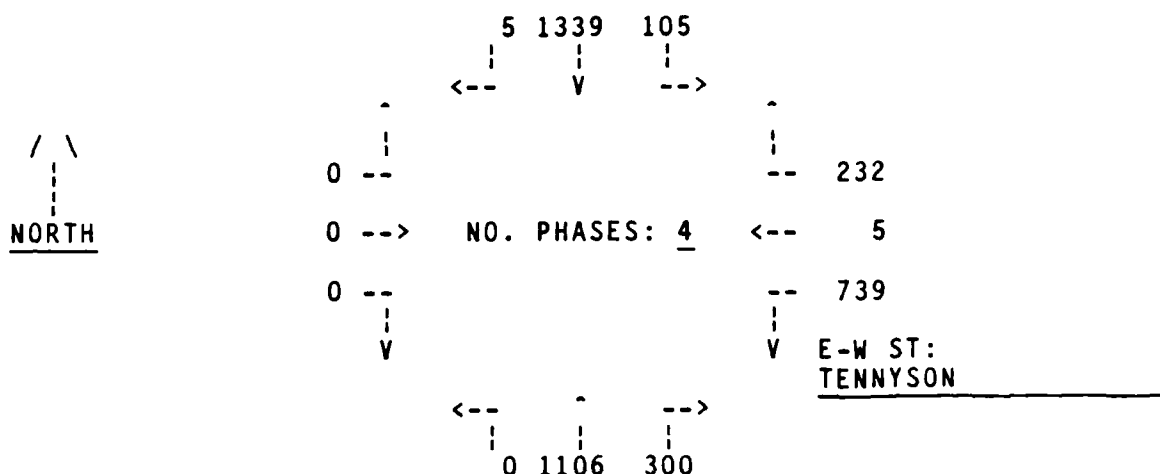 5 1339 105
<-- V -->
^ ^
/ \
0 -- -- 232
NORTH 0 --> NO. PHASES: 4 <-- 5
0 -- -- 739
V V E-W ST:
TENNYSON
<-- ^ -->
0 1106 300